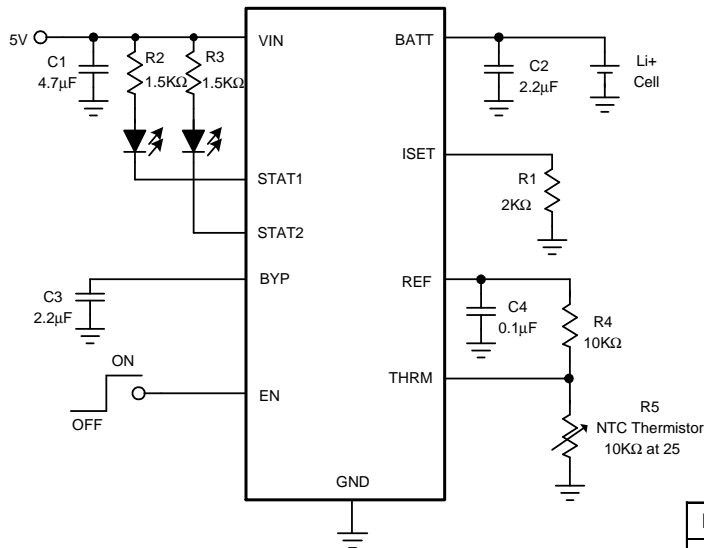 5V
C1
4.7µF
R2
1.5KΩ
R3
1.5KΩ
VIN
STAT1
STAT2
BYP
C3
2.2µF
ON
OFF
EN
GND
BATT
C2
2.2µF
Li+
Cell
ISET
R1
2KΩ
REF
C4
0.1µF
R4
10KΩ
THRM
R5
NTC Thermistor
10KΩ at 25